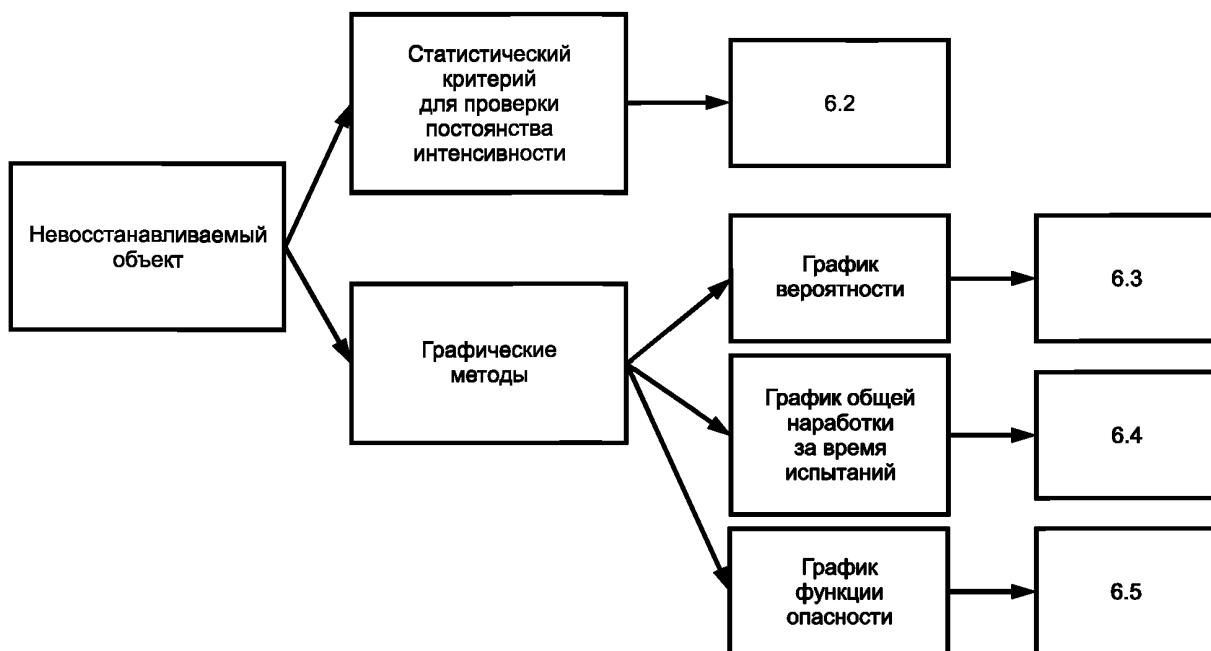 Статистический
критерий
для проверки
постоянства
интенсивности
6.2
Невосстанавливаемый
объект
Графические
методы
График
вероятности
6.3
График общей
наработки
за время
испытаний
6.4
График
функции
опасности
6.5